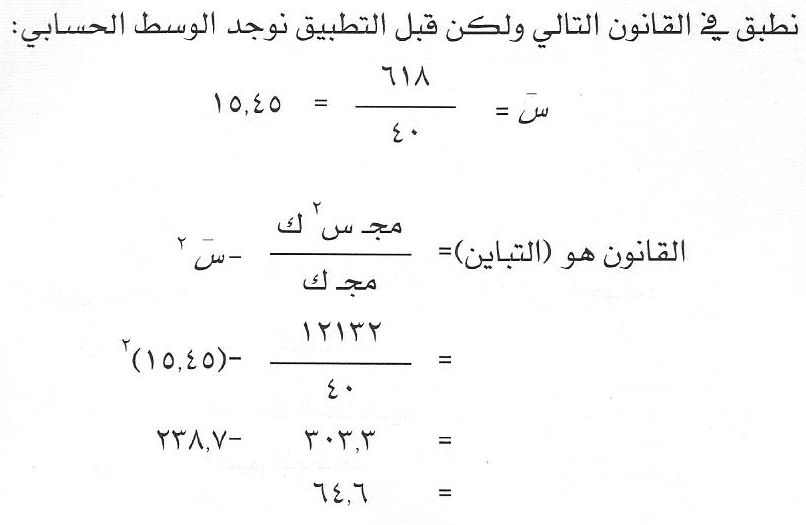 نطبق في القانون التالي ولكن قبل التطبيق نوجد الوسط الحسابي:
سَ̄ = ٦١٨ / ٤٠ = ١٥,٤٥
القانون هو (التباين)= مجـ س٢ ك / مجـ ك -سَ̄ ٢
= ١٢١٣٢ / ٤٠ -(١٥,٤٥)٢
= ٣٠٣,٣ -٢٣٨,٧
= ٦٤,٦